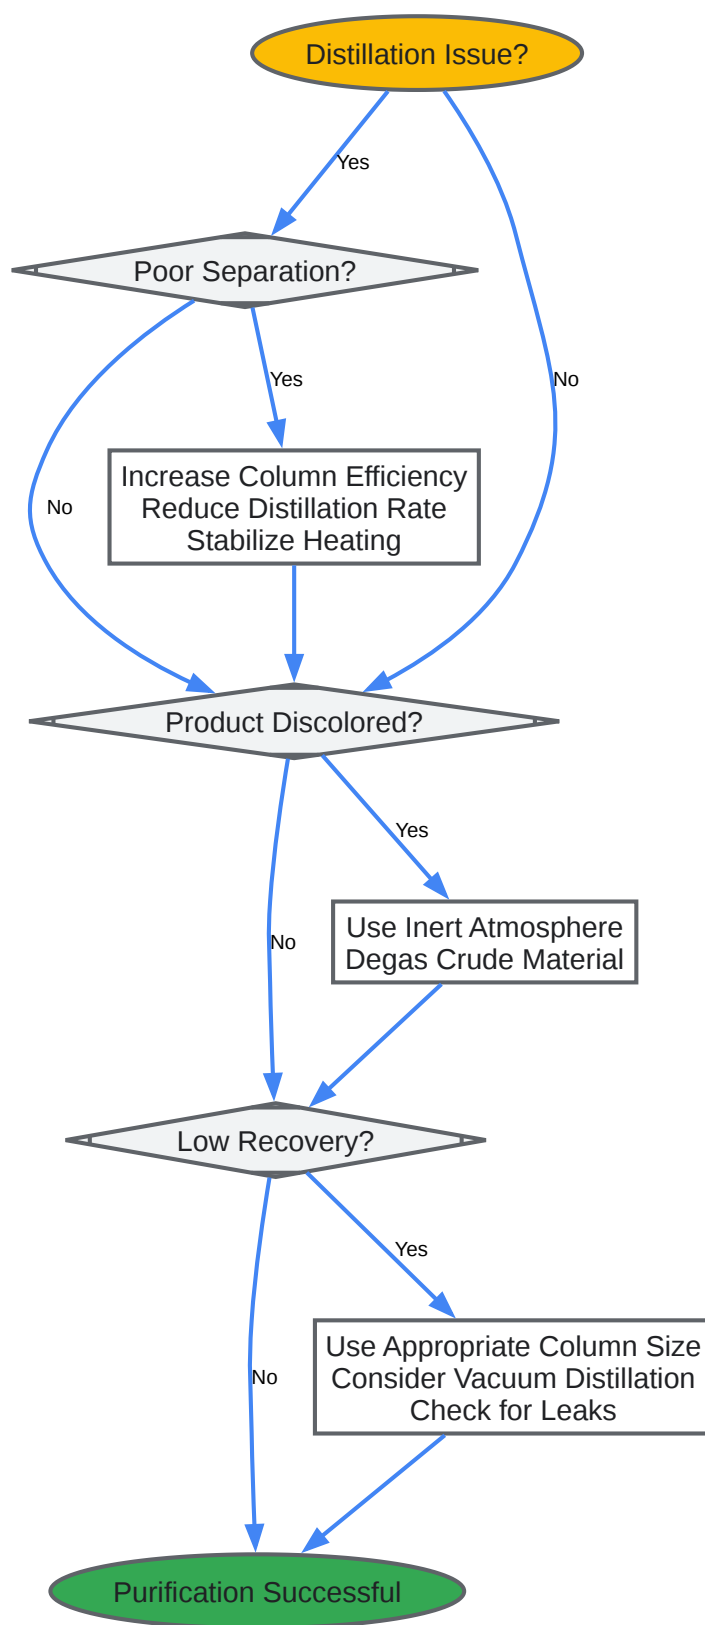 Distillation Issue?
Yes
Poor Separation?
Yes
No
Increase Column Efficiency
Reduce Distillation Rate
Stabilize Heating
No
Product Discolored?
Yes
Use Inert Atmosphere
Degas Crude Material
No
Low Recovery?
Yes
Use Appropriate Column Size
Consider Vacuum Distillation
Check for Leaks
No
Purification Successful